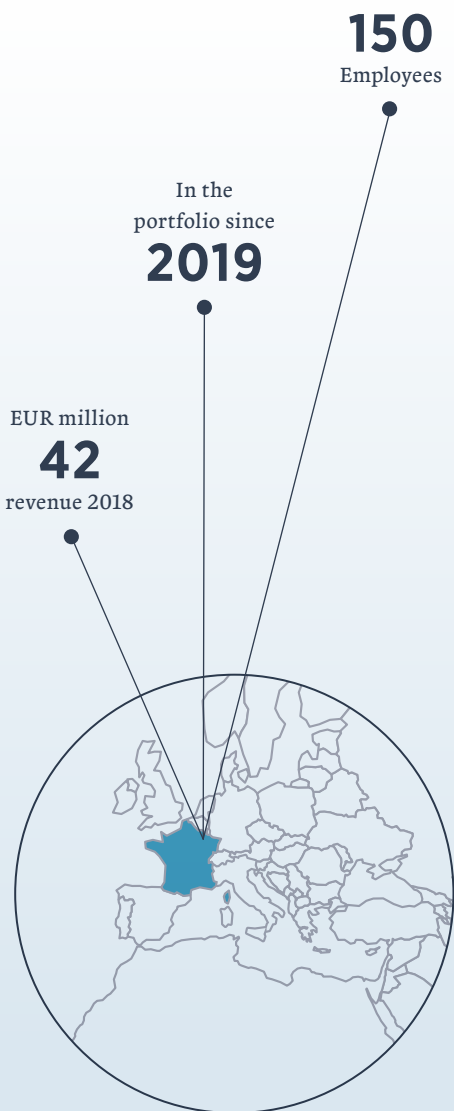 150
Employees
In the
portfolio since
2019
EUR million
42
revenue 2018